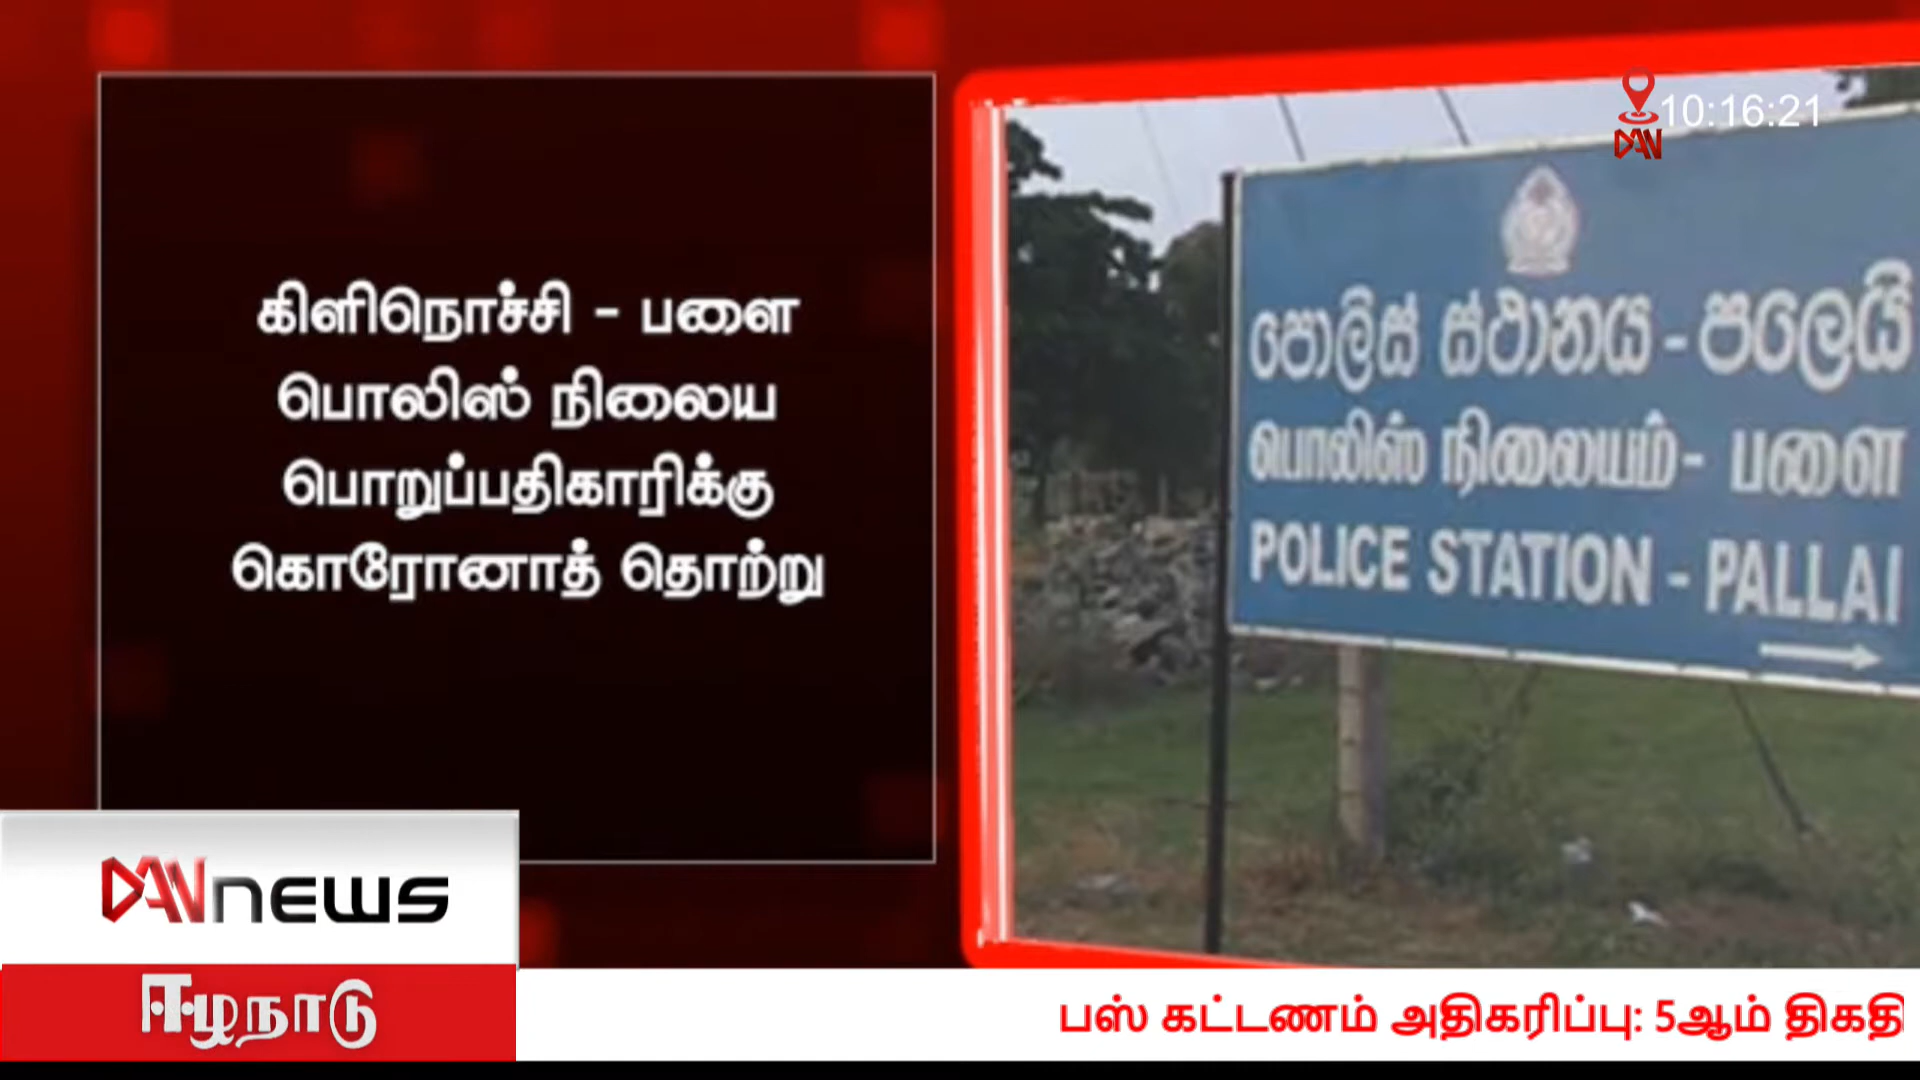 கிளிநொச்சி - பளை
பொலிஸ் நிலைய
பொறுப்பதிகாரிக்கு
கொரோனாத் தொற்று
10:16:21
DAN
පොලිස් ස්ථානය - පලෙයි
பொலிஸ் நிலையம் - பளை
POLICE STATION - PALLAI
DAN news
ஈழநாடு
பஸ் கட்டணம் அதிகரிப்பு: 5ஆம் திகதி